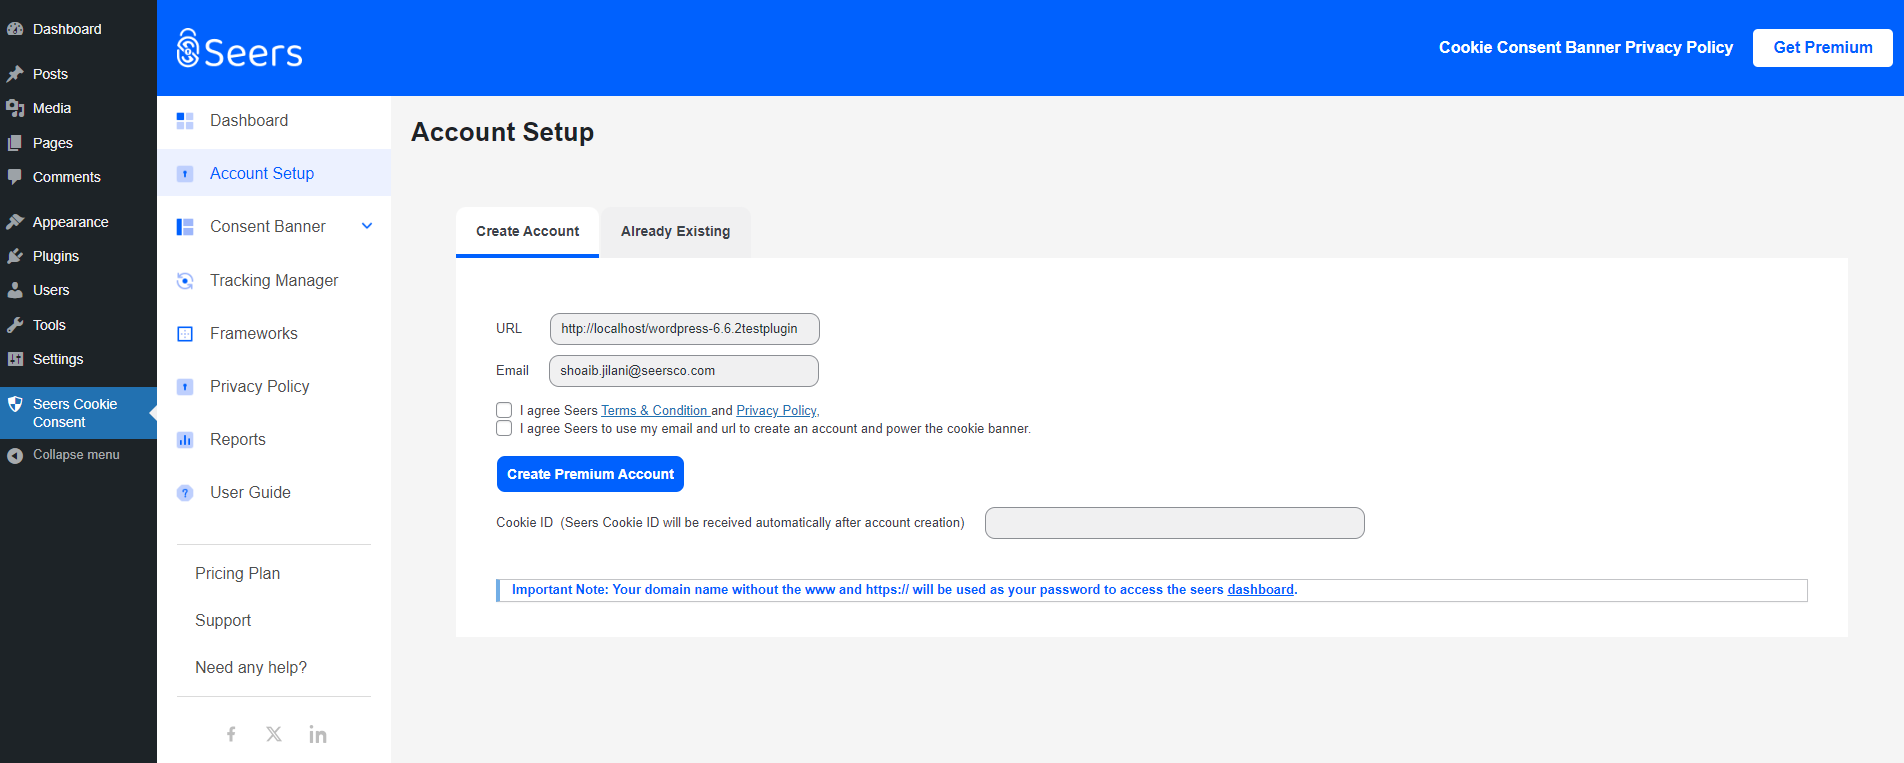 Dashboard
Posts
Media
Pages
Comments
Appearance
Plugins
Users
Tools
Settings
Seers Cookie
Consent
Collapse menu
Seers
Cookie Consent Banner Privacy Policy
Get Premium
Dashboard
Account Setup
Consent Banner
Tracking Manager
Frameworks
Privacy Policy
Reports
User Guide
Pricing Plan
Support
Need any help?
Account Setup
Create Account
Already Existing
URL http://localhost/wordpress-6.6.2testplugin
Email shoaib.jilani@seersco.com
I agree Seers Terms & Condition and Privacy Policy,
I agree Seers to use my email and url to create an account and power the cookie banner.
Create Premium Account
Cookie ID (Seers Cookie ID will be received automatically after account creation)
Important Note: Your domain name without the www and https:// will be used as your password to access the seers dashboard.